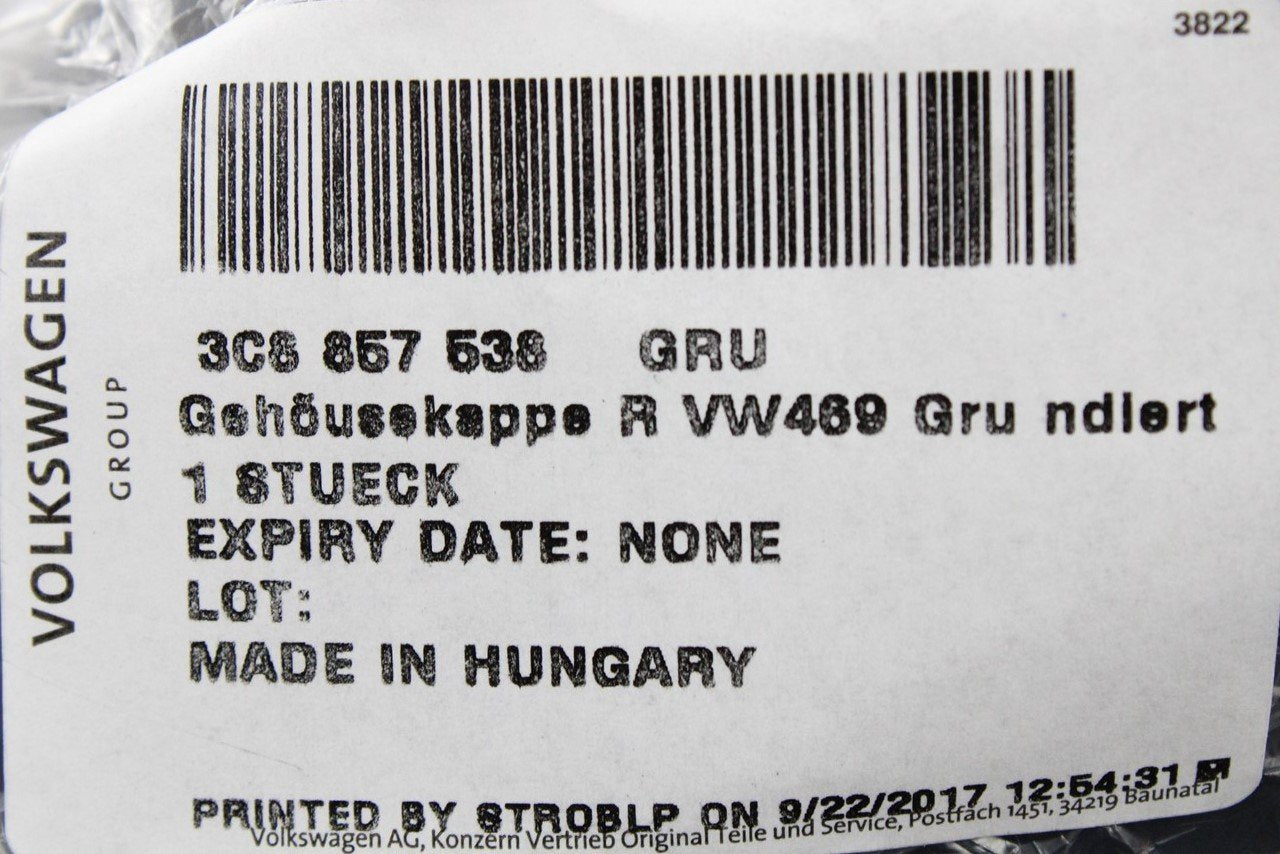 3822
VOLKSWAGEN
GROUP
3C8 857 538 GRU
Gehõusekappe R VW469 Gru ndiert
1 STUECK
EXPIRY DATE: NONE
LOT:
MADE IN HUNGARY
PRINTED BY STROBLP ON 9/22/2017 12:54:31 PM
Volkswagen AG, Konzern Vertrieb Original Teile und Service, Postfach 1451, 34219 Baunatal